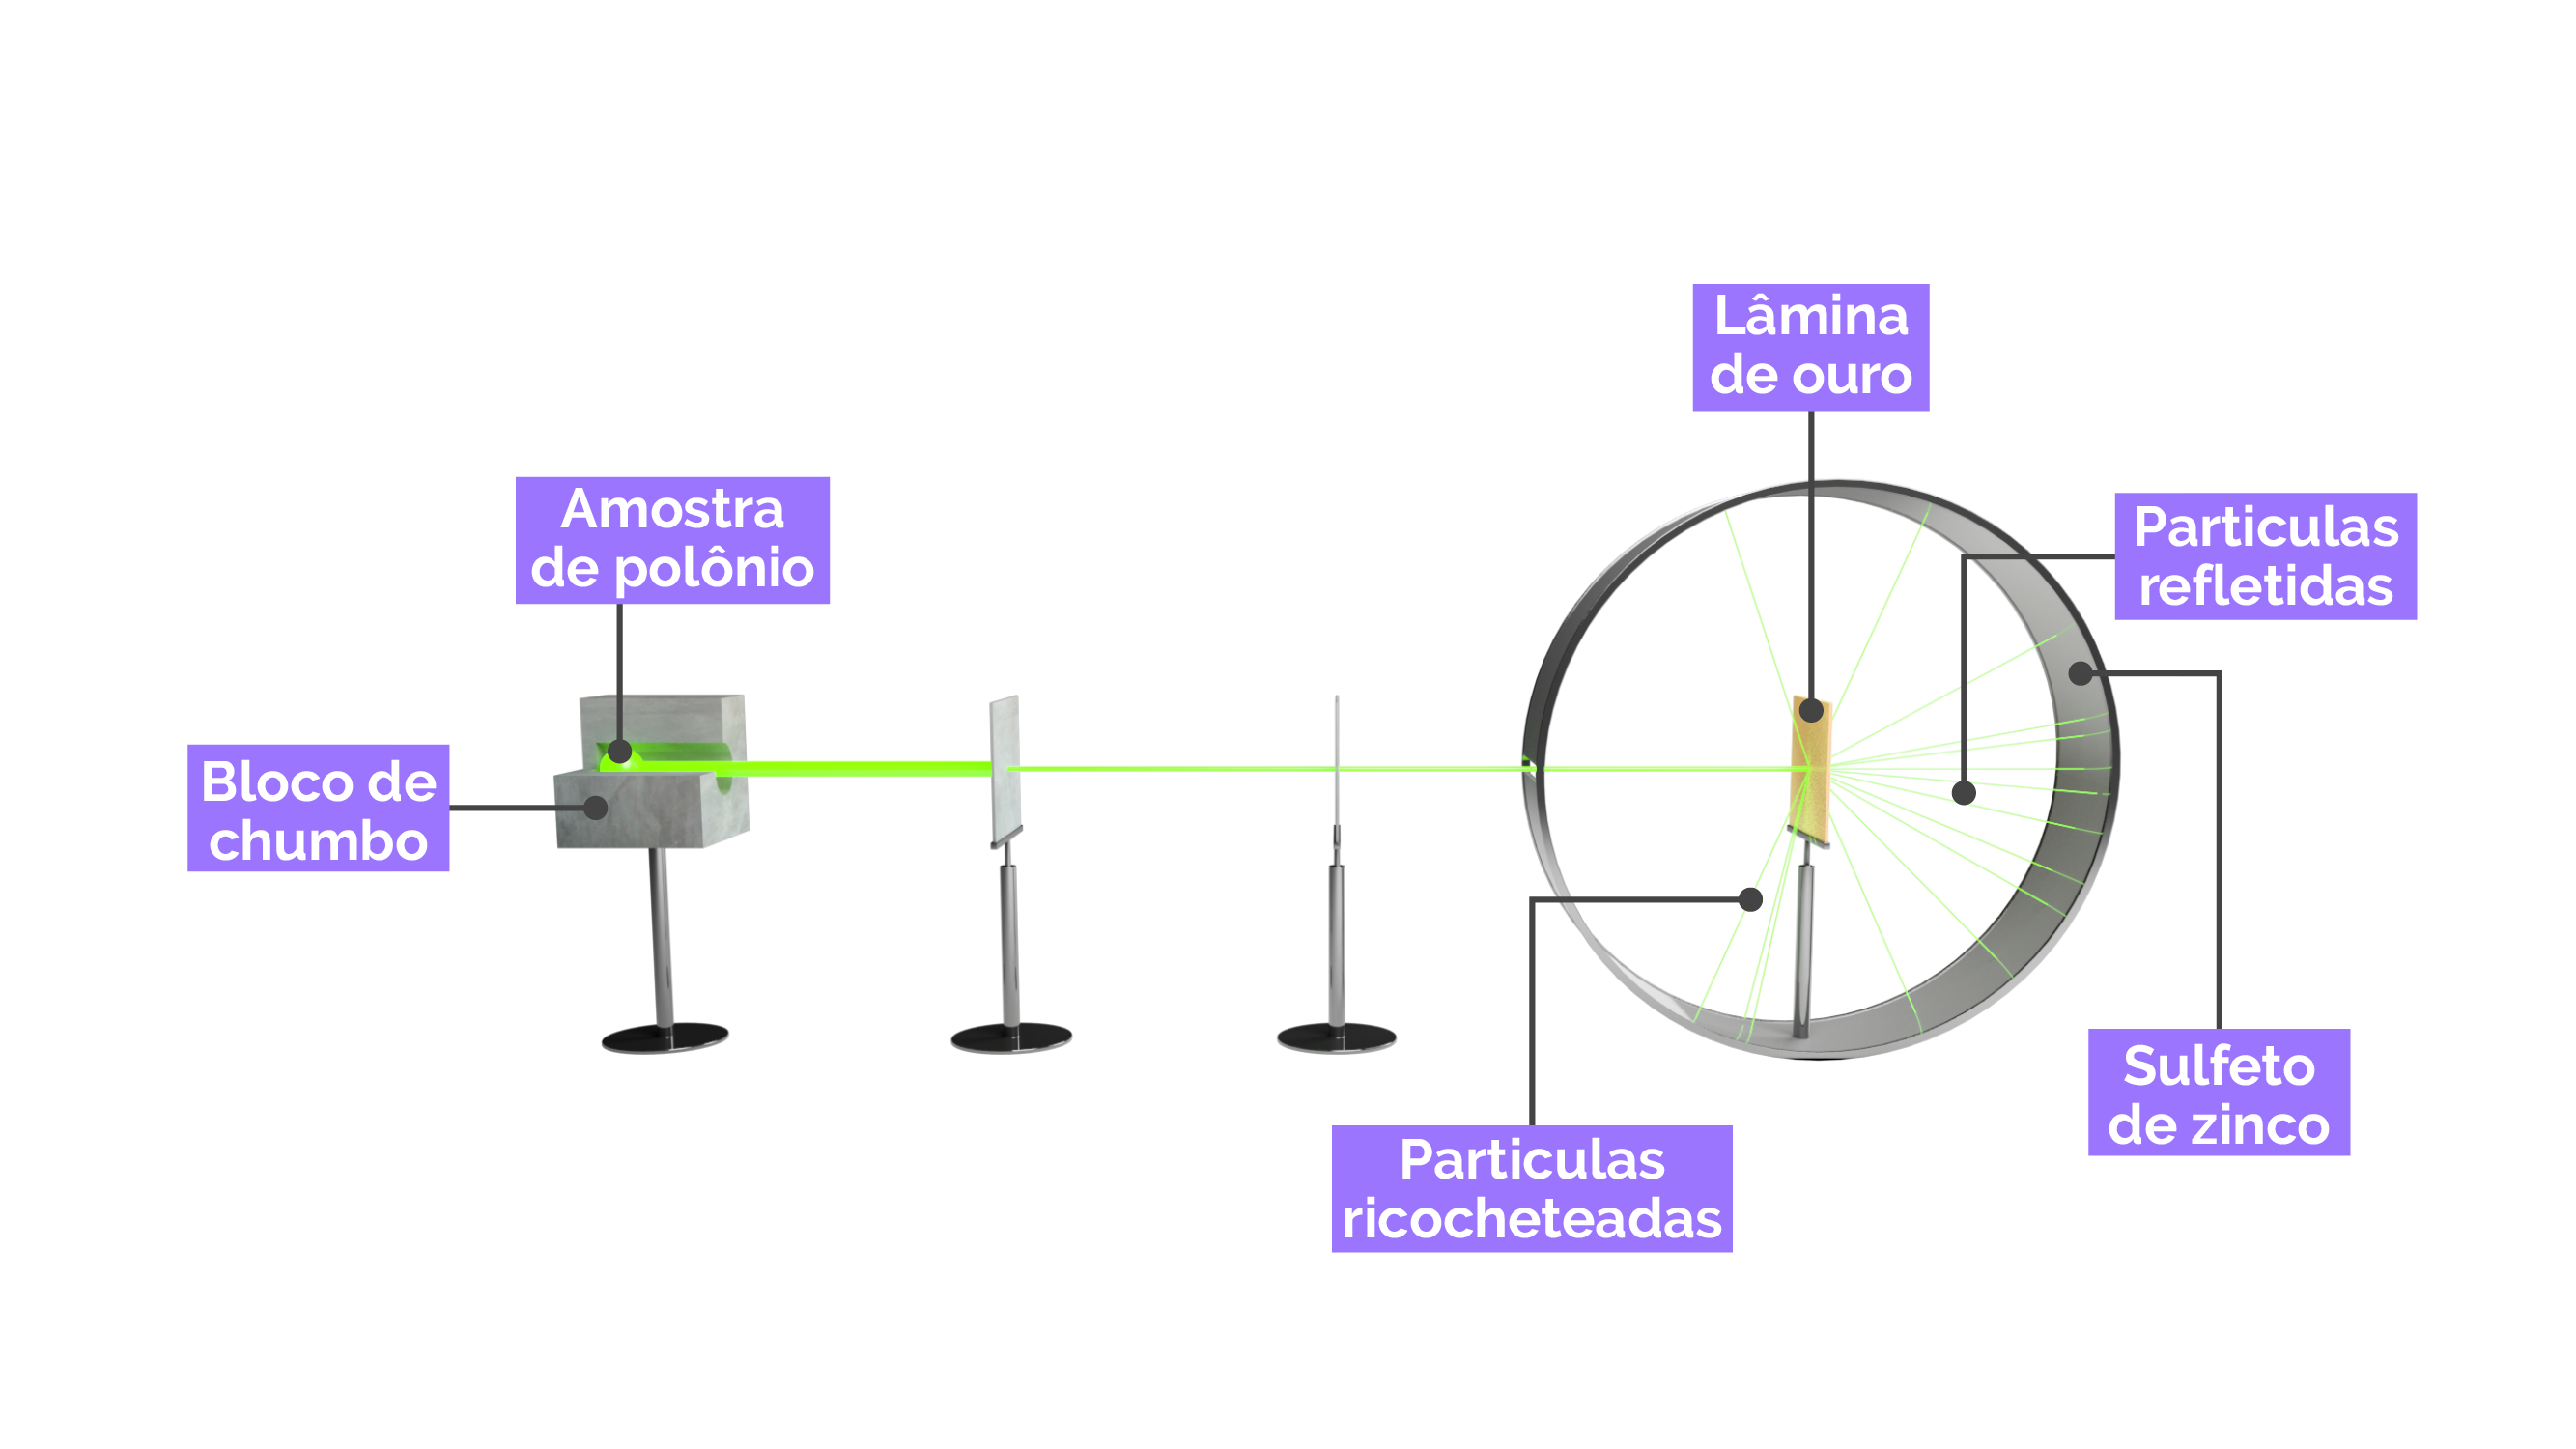 Lâmina
de ouro
Amostra
de polônio
Particulas
refletidas
Bloco de
chumbo
Sulfeto
de zinco
Particulas
ricocheteadas